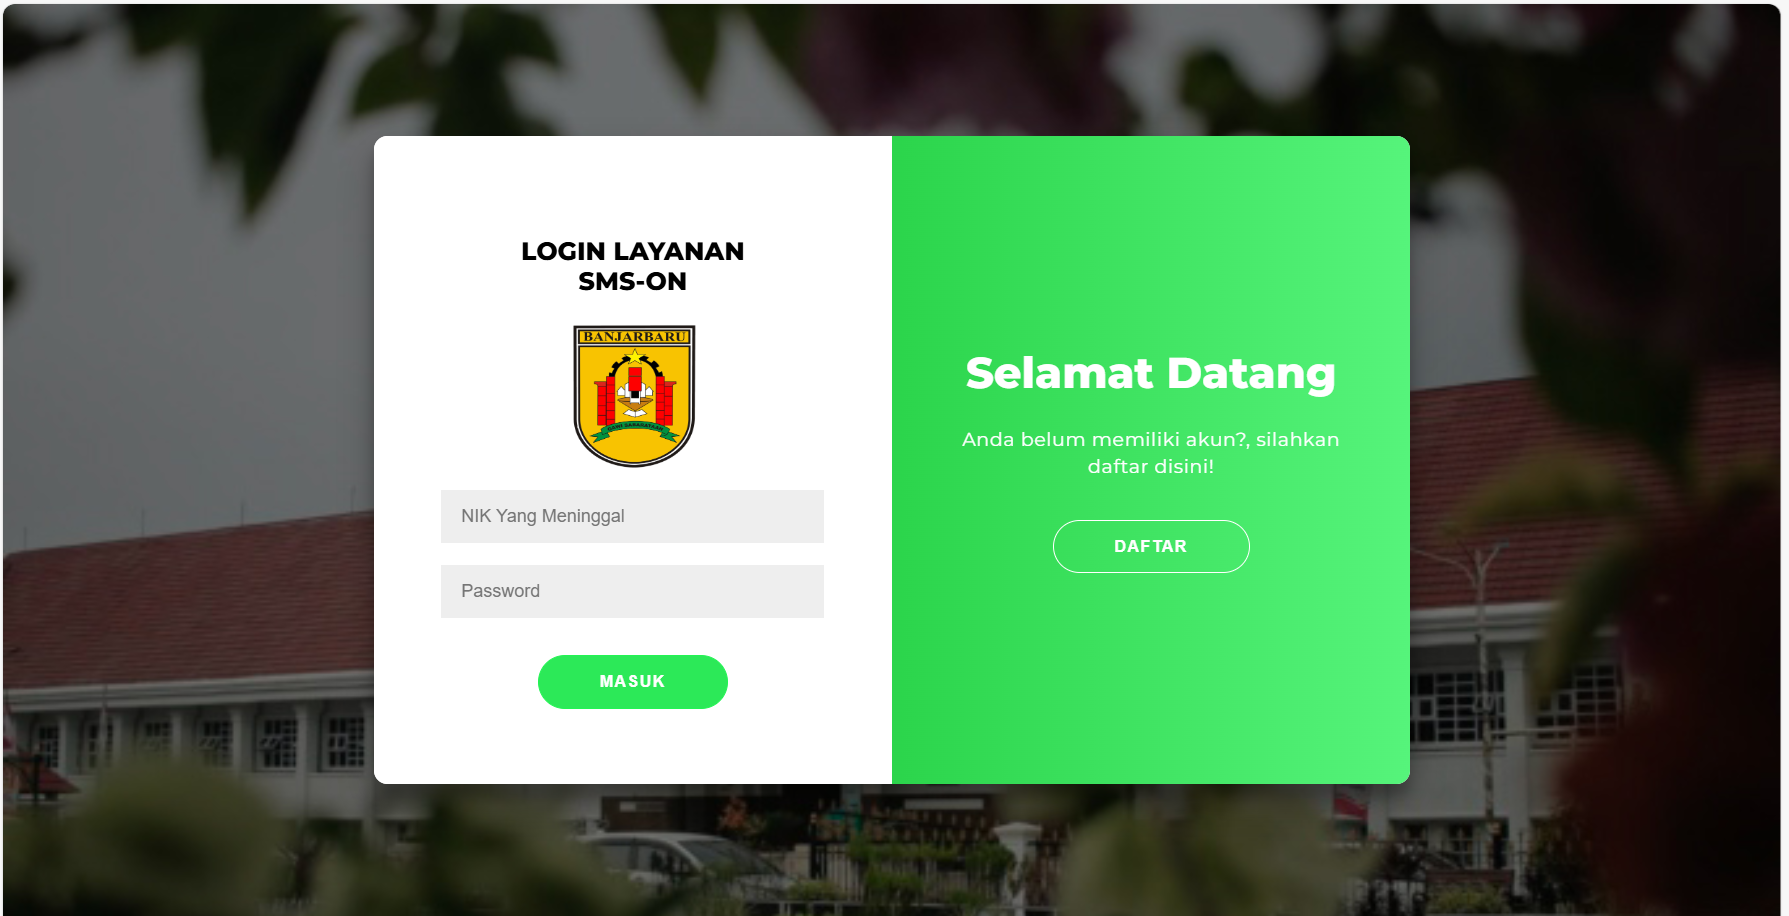 LOGIN LAYANAN
SMS-ON
BANJARBARU
NIK Yang Meninggal
Password
MASUK
Selamat Datang
Anda belum memiliki akun?, silahkan
daftar disini!
DAFTAR